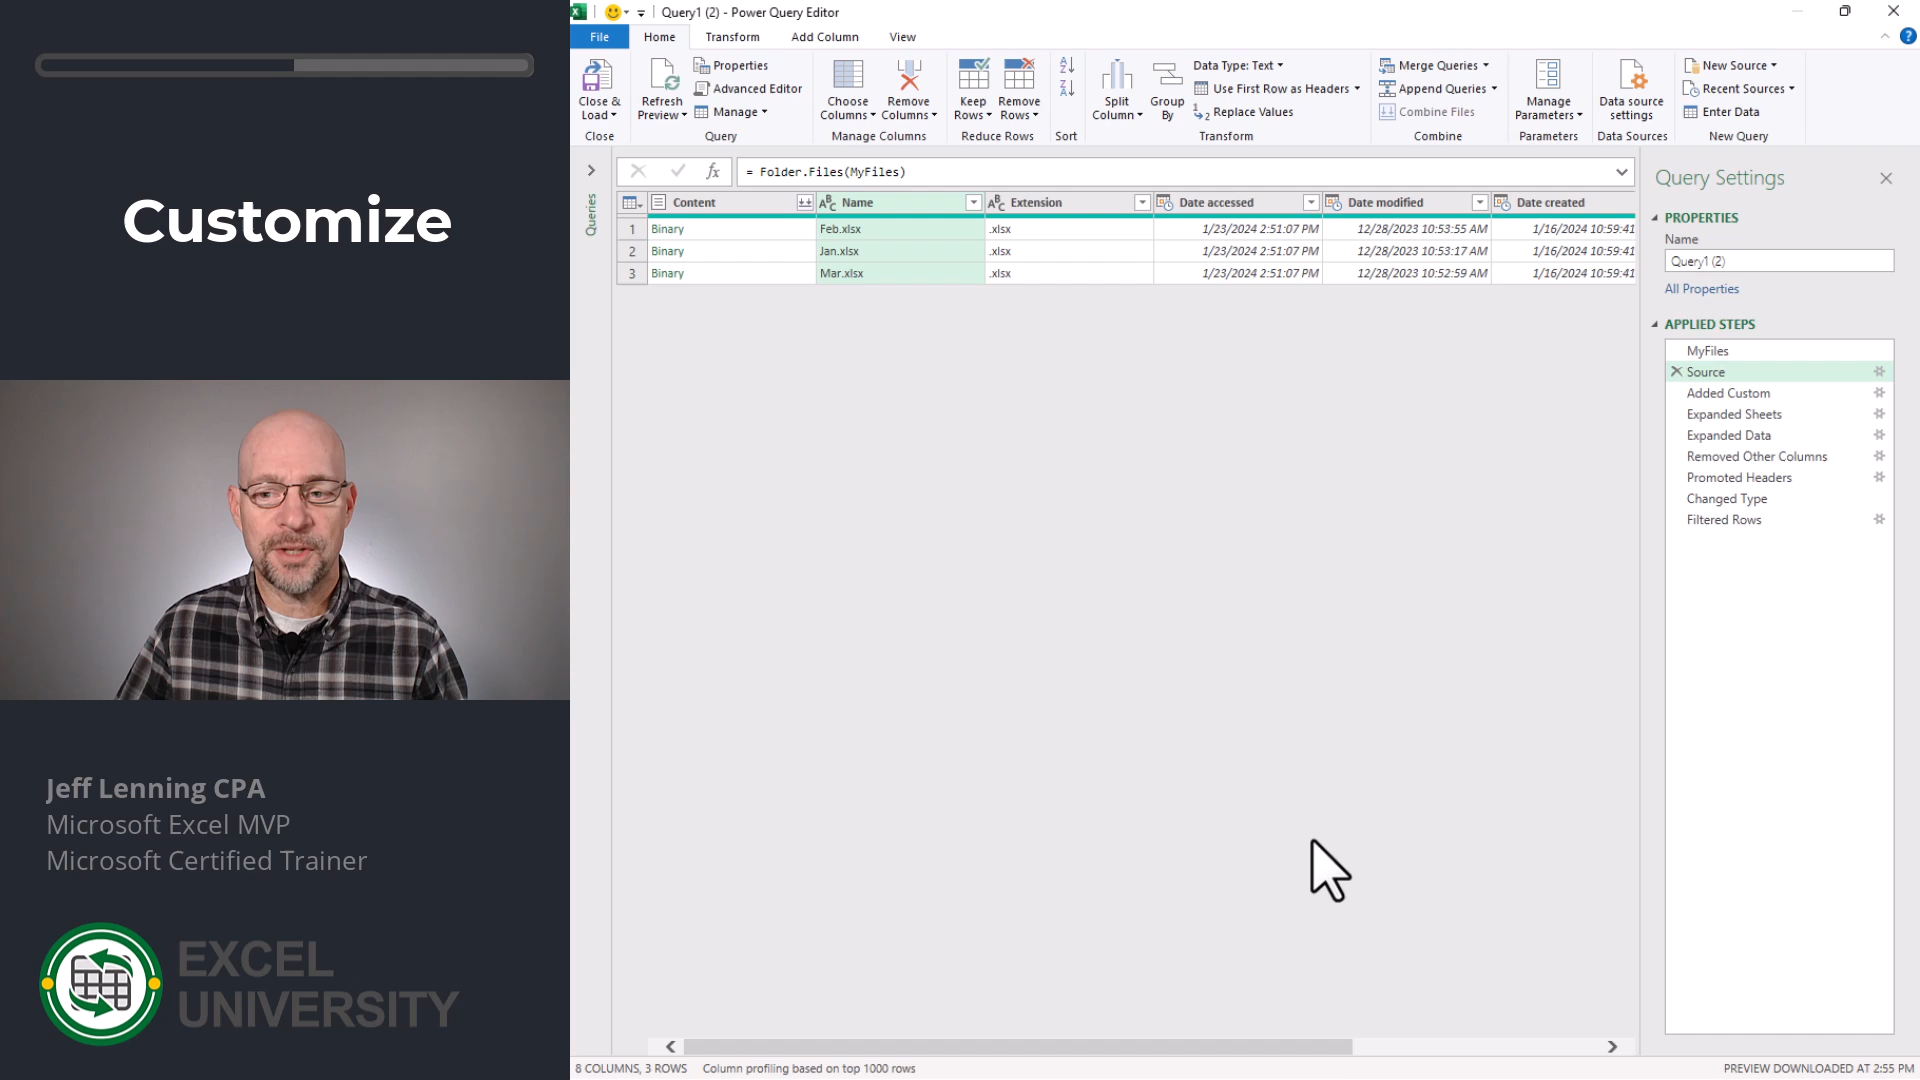 Customize
Jeff Lenning CPA
Microsoft Excel MVP
Microsoft Certified Trainer
EXCEL
UNIVERSITY
Query1 (2) - Power Query Editor
File Home Transform Add Column View
Close & Load
Close
Refresh Preview
Properties
Advanced Editor
Manage
Query
Choose Columns
Remove Columns
Manage Columns
Keep Rows
Remove Rows
Reduce Rows
Sort
Split Column
Group By
Data Type: Text
Use First Row as Headers
Replace Values
Transform
Merge Queries
Append Queries
Combine Files
Combine
Manage Parameters
Parameters
Data source settings
Data Sources
New Source
Recent Sources
Enter Data
New Query
Queries
fx = Folder.Files(MyFiles)
Content Name Extension Date accessed Date modified Date created
1 Binary Feb.xlsx .xlsx 1/23/2024 2:51:07 PM 12/28/2023 10:53:55 AM 1/16/2024 10:59:41
2 Binary Jan.xlsx .xlsx 1/23/2024 2:51:07 PM 12/28/2023 10:53:17 AM 1/16/2024 10:59:41
3 Binary Mar.xlsx .xlsx 1/23/2024 2:51:07 PM 12/28/2023 10:52:59 AM 1/16/2024 10:59:41
Query Settings
PROPERTIES
Name
Query1 (2)
All Properties
APPLIED STEPS
MyFiles
Source
Added Custom
Expanded Sheets
Expanded Data
Removed Other Columns
Promoted Headers
Changed Type
Filtered Rows
8 COLUMNS, 3 ROWS Column profiling based on top 1000 rows
PREVIEW DOWNLOADED AT 2:55 PM